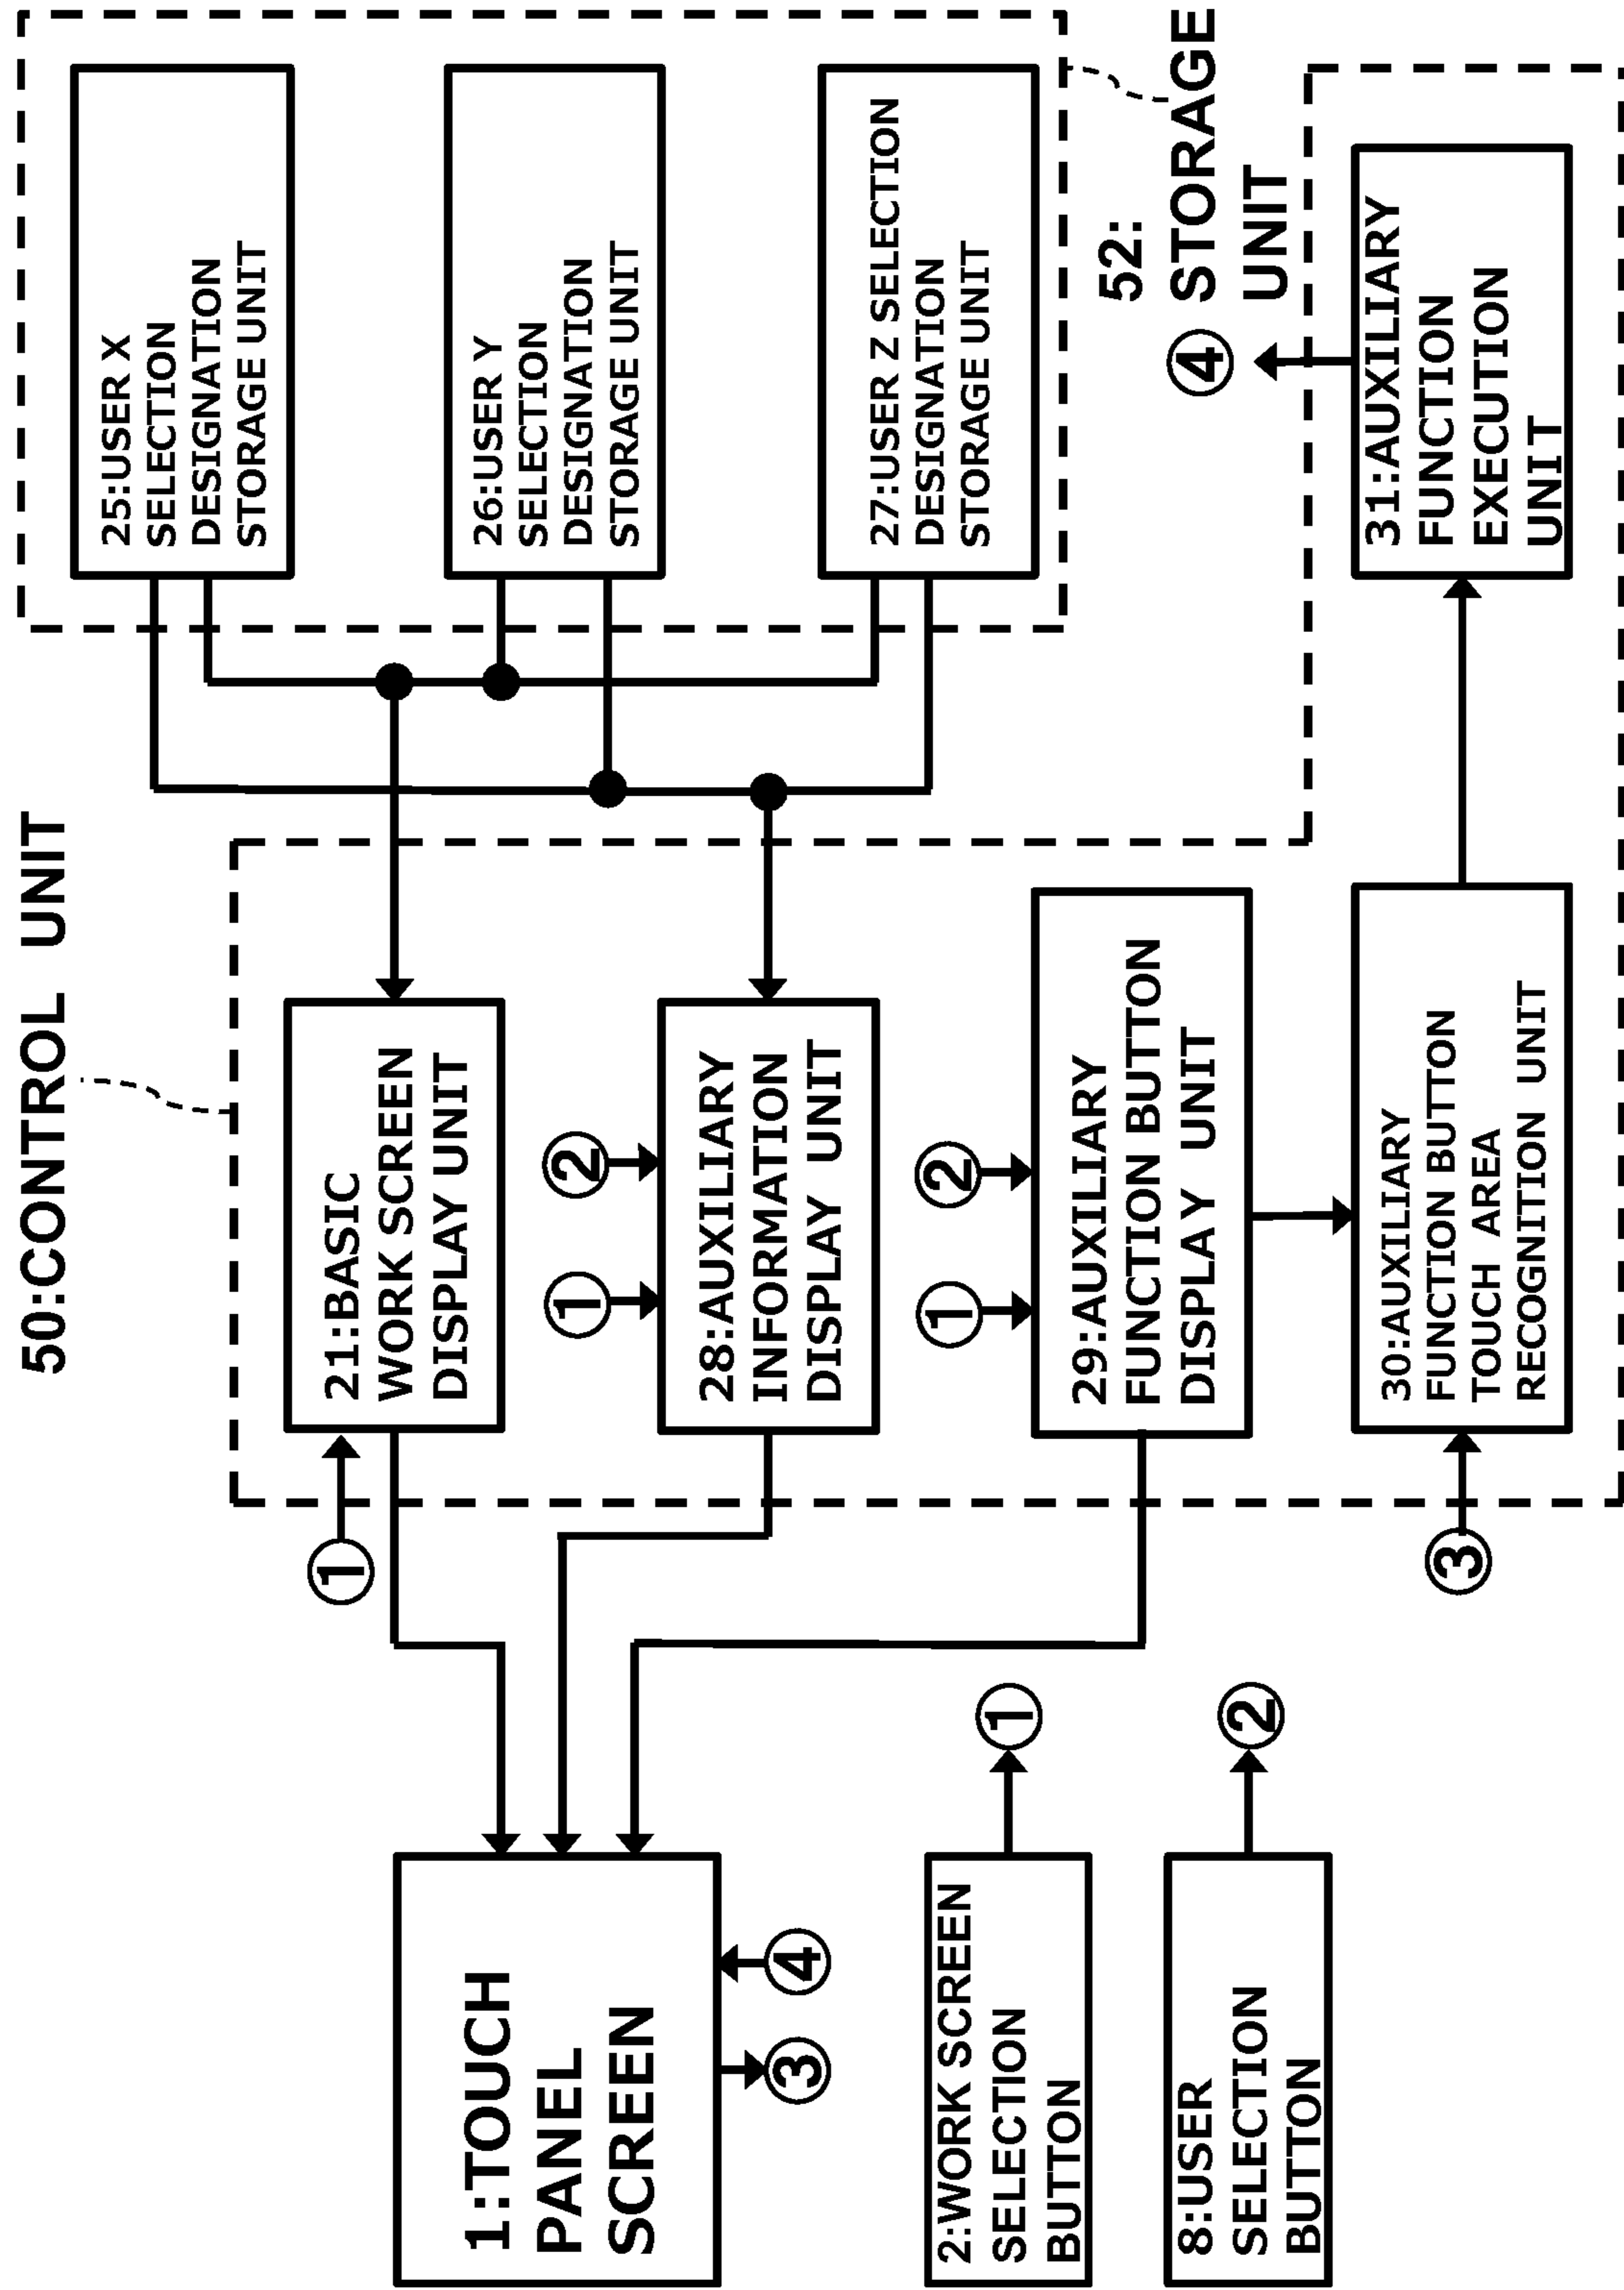 50:CONTROL UNIT
1:TOUCH
PANEL
SCREEN
3
4
2:WORK SCREEN
SELECTION
BUTTON
1
8:USER
SELECTION
BUTTON
2
1
21:BASIC
WORK SCREEN
DISPLAY UNIT
1
2
28:AUXILIARY
INFORMATION
DISPLAY UNIT
1
2
29:AUXILIARY
FUNCTION BUTTON
DISPLAY UNIT
3
30:AUXILIARY
FUNCTION BUTTON
TOUCH AREA
RECOGNITION UNIT
25:USER X
SELECTION
DESIGNATION
STORAGE UNIT
26:USER Y
SELECTION
DESIGNATION
STORAGE UNIT
27:USER Z SELECTION
DESIGNATION
STORAGE UNIT
52:
STORAGE
UNIT
4
31:AUXILIARY
FUNCTION
EXECUTION
UNIT